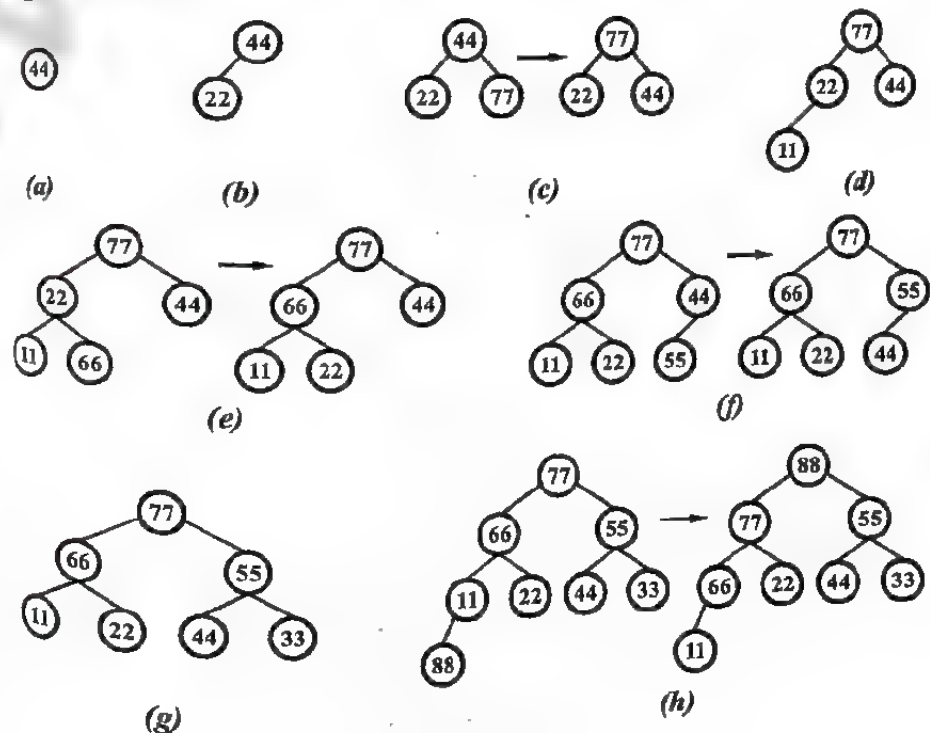 44 44 44 77 77
22 22 77 22 44 22 44
11
(a) (b) (c) (d)
77 77 77 77
22 44 66 44 66 44 66 55
11 66 11 22 11 22 55 11 22 44
(e) (f)
77 77 88
66 55 66 55 77 55
11 22 44 33 11 22 44 33 66 22 44 33
88 11
(g) (h)